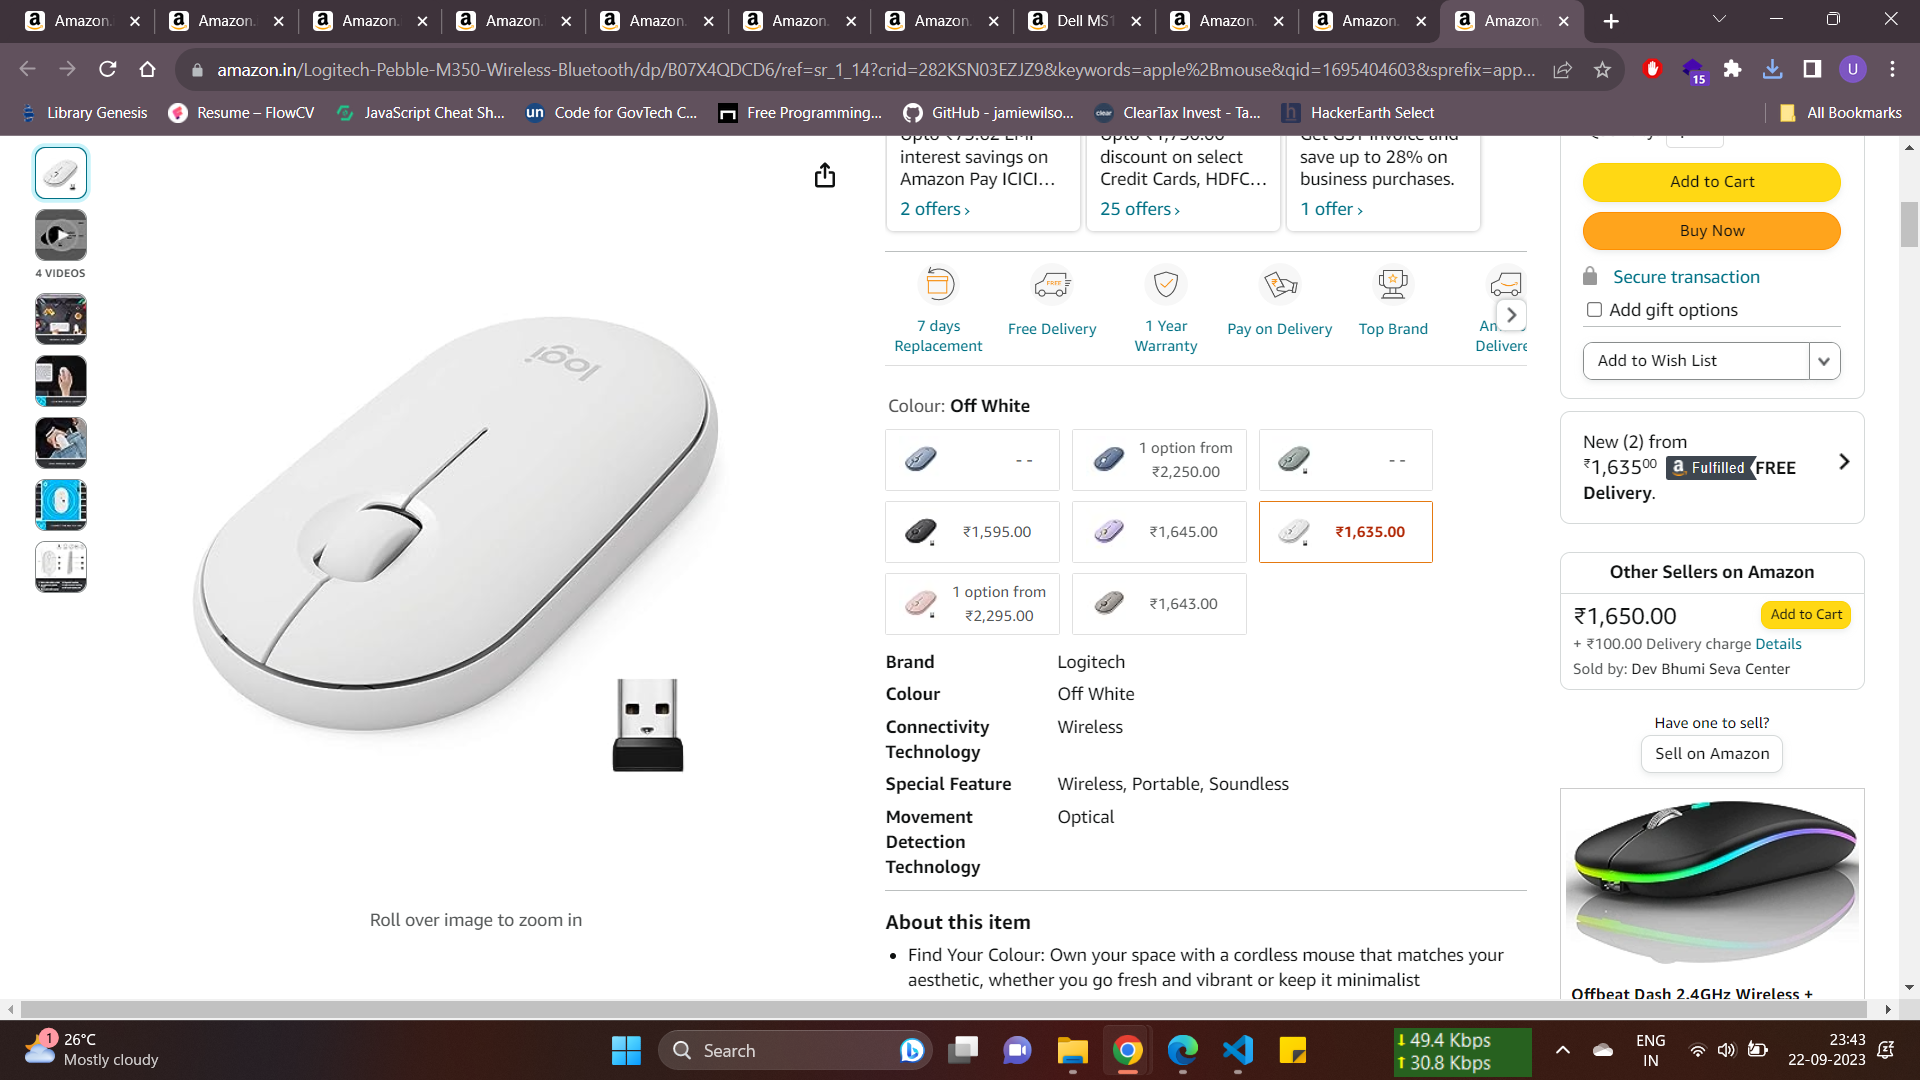 Amazon.
Amazon.
Amazon.
Amazon.
Amazon.
Amazon.
Amazon.
Dell MS1
Amazon.
Amazon.
Amazon.
amazon.in/Logitech-Pebble-M350-Wireless-Bluetooth/dp/B07X4QDCD6/ref=sr_1_14?crid=282KSN03EZJZ9&keywords=apple%2Bmouse&qid=1695404603&sprefix=app...
15
U
Library Genesis
Resume – FlowCV
JavaScript Cheat Sh...
un
Code for GovTech C...
Free Programming...
GitHub - jamiewilso...
clear
ClearTax Invest - Ta...
h
HackerEarth Select
All Bookmarks
4 VIDEOS
logi
Roll over image to zoom in
interest savings on
Amazon Pay ICICI...
2 offers
discount on select
Credit Cards, HDFC...
25 offers
Get GST invoice and
save up to 28% on
business purchases.
1 offer
7 days
Replacement
FREE
Free Delivery
1 Year
Warranty
Pay on Delivery
Top Brand
Delivere
Colour: Off White
- -
1 option from
₹2,250.00
- -
₹1,595.00
₹1,645.00
₹1,635.00
1 option from
₹2,295.00
₹1,643.00
Brand Logitech
Colour Off White
Connectivity Wireless
Technology
Special Feature Wireless, Portable, Soundless
Movement Optical
Detection
Technology
About this item
Find Your Colour: Own your space with a cordless mouse that matches your
aesthetic, whether you go fresh and vibrant or keep it minimalist
Add to Cart
Buy Now
Secure transaction
Add gift options
Add to Wish List
New (2) from
₹1,635⁰⁰ a Fulfilled FREE
Delivery.
Other Sellers on Amazon
₹1,650.00
Add to Cart
+ ₹100.00 Delivery charge Details
Sold by: Dev Bhumi Seva Center
Have one to sell?
Sell on Amazon
Offbeat Dash 2.4GHz Wireless +
1
26°C
Mostly cloudy
Search
49.4 Kbps
30.8 Kbps
ENG
IN
23:43
22-09-2023